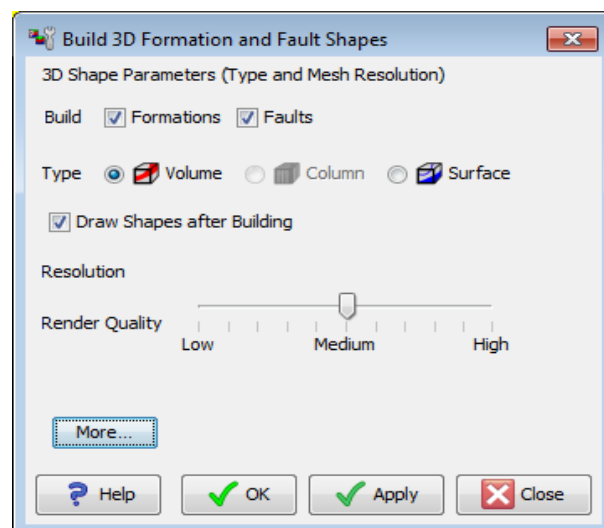 Build 3D Formation and Fault Shapes
3D Shape Parameters (Type and Mesh Resolution)
Build Formations Faults
Type Volume Column Surface
Draw Shapes after Building
Resolution
Render Quality
Low Medium High
More...
Help OK Apply Close